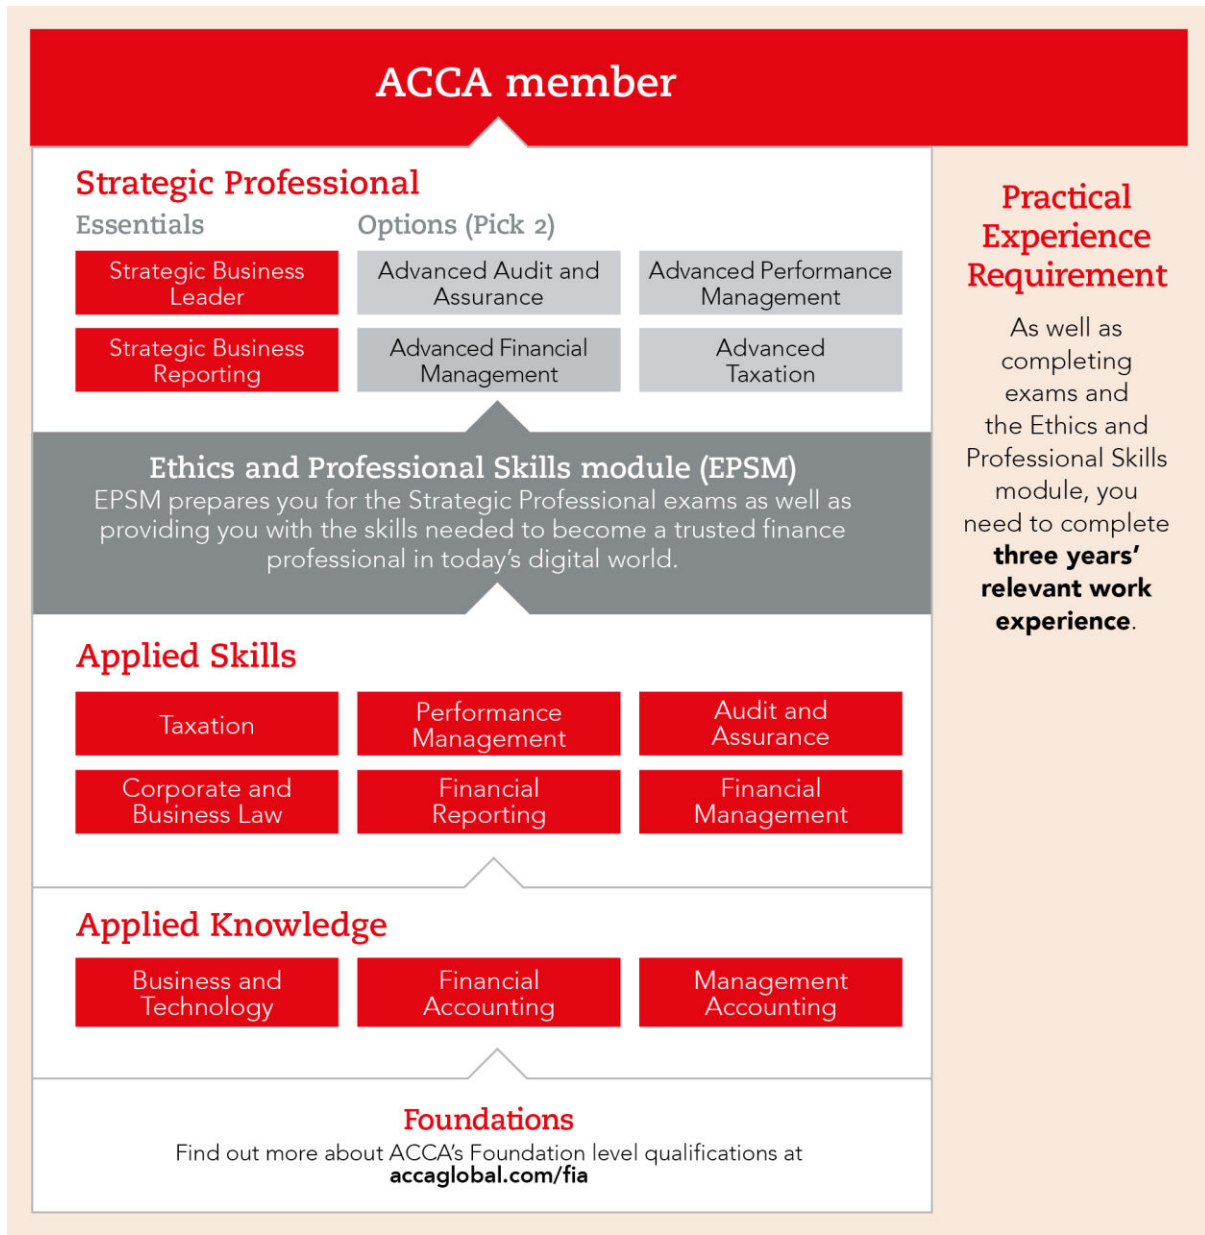 ACCA member
Strategic Professional
Essentials
Options (Pick 2)
Strategic Business
Leader
Advanced Audit and
Assurance
Advanced Performance
Management
Strategic Business
Reporting
Advanced Financial
Management
Advanced
Taxation
Ethics and Professional Skills module (EPSM)
EPSM prepares you for the Strategic Professional exams as well as
providing you with the skills needed to become a trusted finance
professional in today's digital world.
Applied Skills
Taxation
Performance
Management
Audit and
Assurance
Corporate and
Business Law
Financial
Reporting
Financial
Management
Applied Knowledge
Business and
Technology
Financial
Accounting
Management
Accounting
Foundations
Find out more about ACCA's Foundation level qualifications at
accaglobal.com/fia
Practical
Experience
Requirement
As well as
completing
exams and
the Ethics and
Professional Skills
module, you
need to complete
three years'
relevant work
experience.